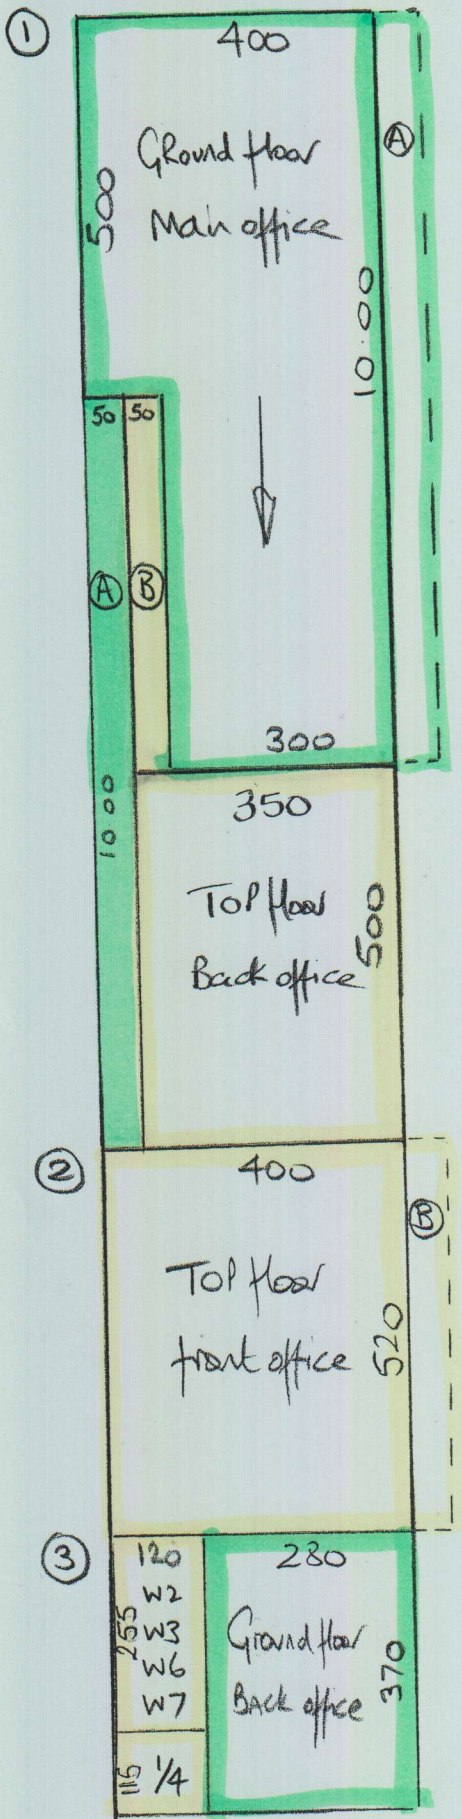 ①
400
Ground floor
Main office
500
Ⓐ
10.00
50 50
Ⓐ Ⓑ
300
1000
350
Top floor
Back office
500
②
400
Ⓑ
Top floor
front office
520
③
120
W2
W3
W6
W7
255
280
Ground floor
Back office
370
115 1/4